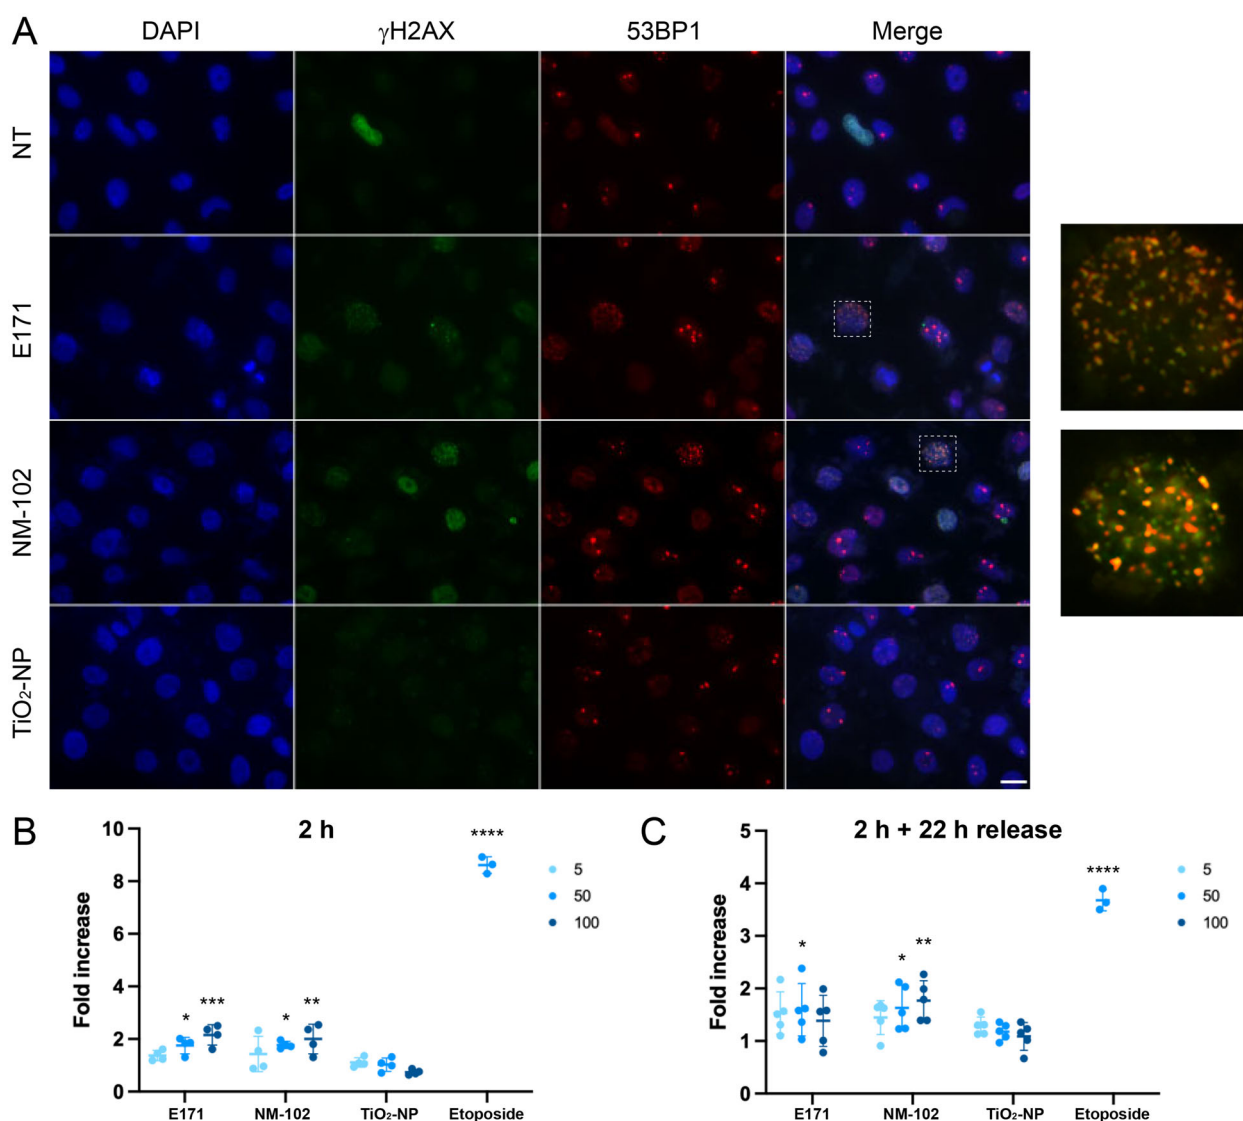 A
DAPI γH2AX 53BP1 Merge
NT
E171
NM-102
TiO₂-NP
B
2 h
Fold increase
10
8
6
4
2
0
* *** * ** ****
5
50
100
E171 NM-102 TiO₂-NP Etoposide
C
2 h + 22 h release
Fold increase
5
4
3
2
1
0
* * ** ****
5
50
100
E171 NM-102 TiO₂-NP Etoposide